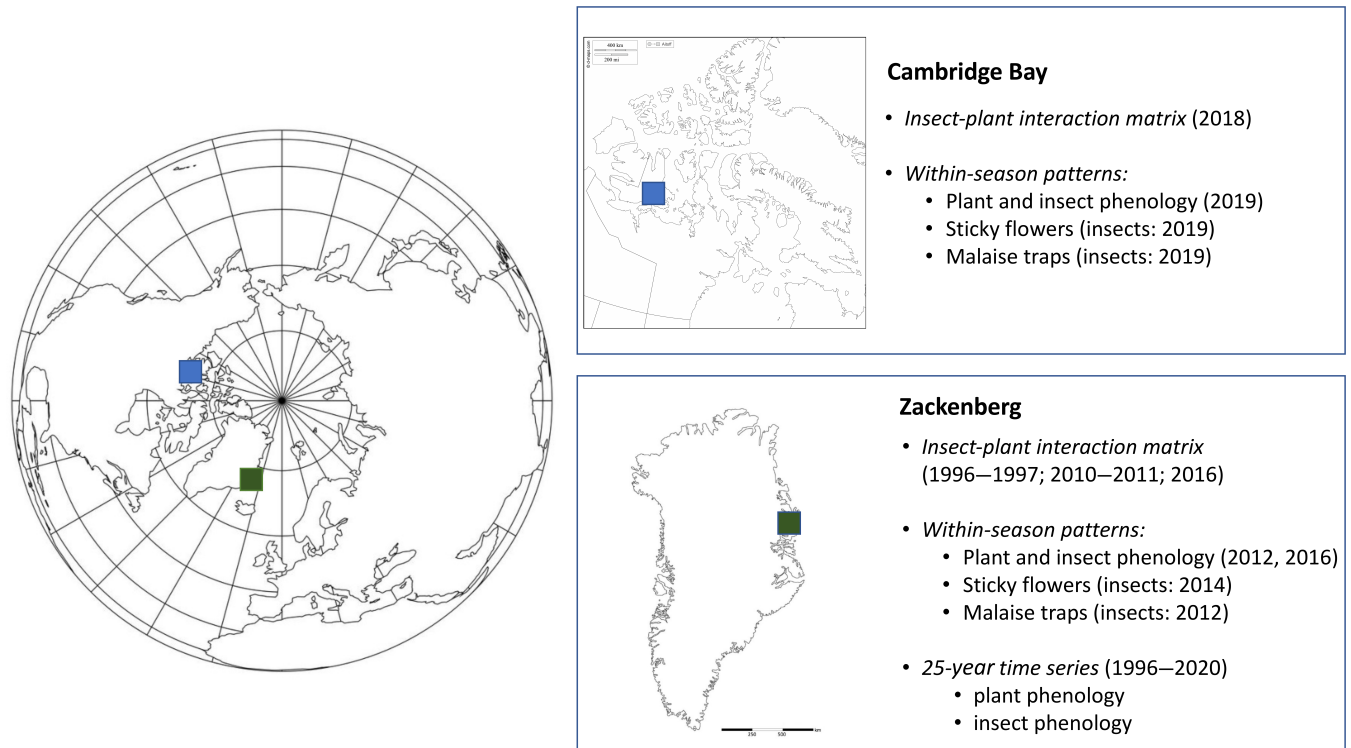 400 km
200 mi
© d-maps.com
Cambridge Bay
• Insect-plant interaction matrix (2018)
• Within-season patterns:
• Plant and insect phenology (2019)
• Sticky flowers (insects: 2019)
• Malaise traps (insects: 2019)
Zackenberg
• Insect-plant interaction matrix
(1996—1997; 2010—2011; 2016)
• Within-season patterns:
• Plant and insect phenology (2012, 2016)
• Sticky flowers (insects: 2014)
• Malaise traps (insects: 2012)
• 25-year time series (1996—2020)
• plant phenology
• insect phenology
250 500 km